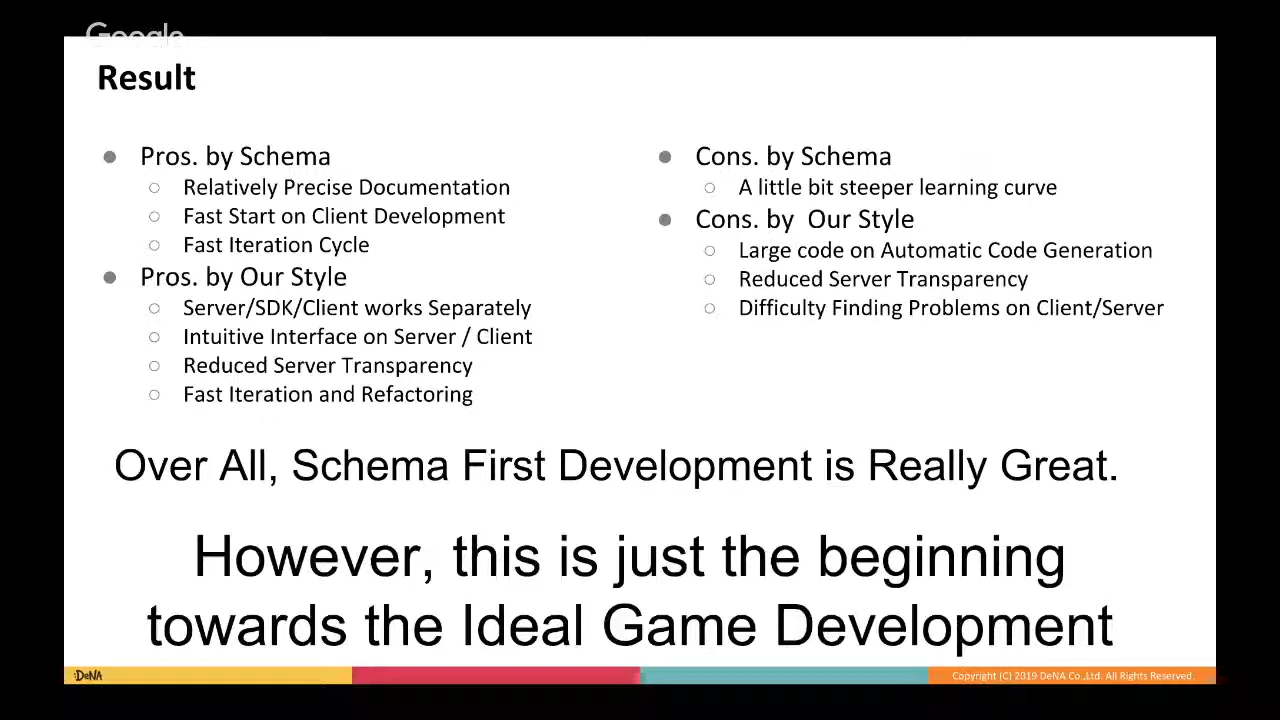 Google
Result
Pros. by Schema
Relatively Precise Documentation
Fast Start on Client Development
Fast Iteration Cycle
Pros. by Our Style
Server/SDK/Client works Separately
Intuitive Interface on Server / Client
Reduced Server Transparency
Fast Iteration and Refactoring
Cons. by Schema
A little bit steeper learning curve
Cons. by Our Style
Large code on Automatic Code Generation
Reduced Server Transparency
Difficulty Finding Problems on Client/Server
Over All, Schema First Development is Really Great.
However, this is just the beginning
towards the Ideal Game Development
:DeNA
Copyright (C) 2019 DeNA Co.,Ltd. All Rights Reserved.